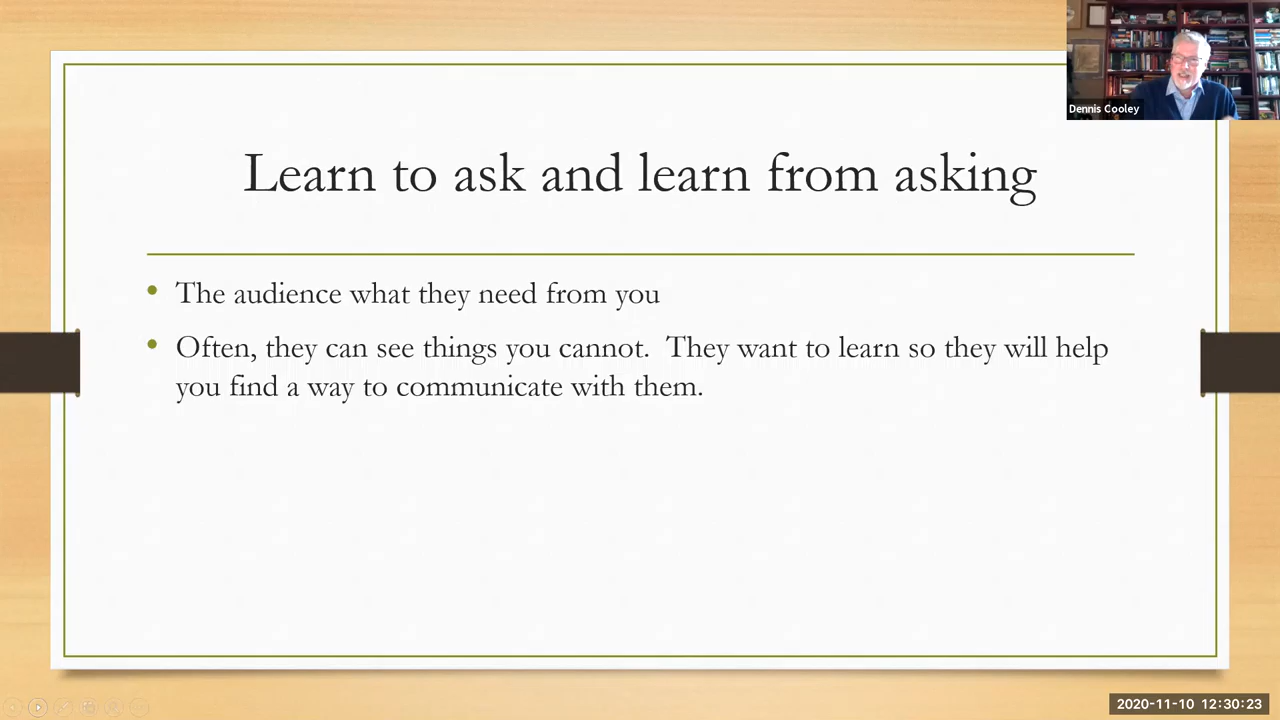 Dennis Cooley
Learn to ask and learn from asking
• The audience what they need from you
• Often, they can see things you cannot.  They want to learn so they will help
you find a way to communicate with them.
2020-11-10 12:30:23